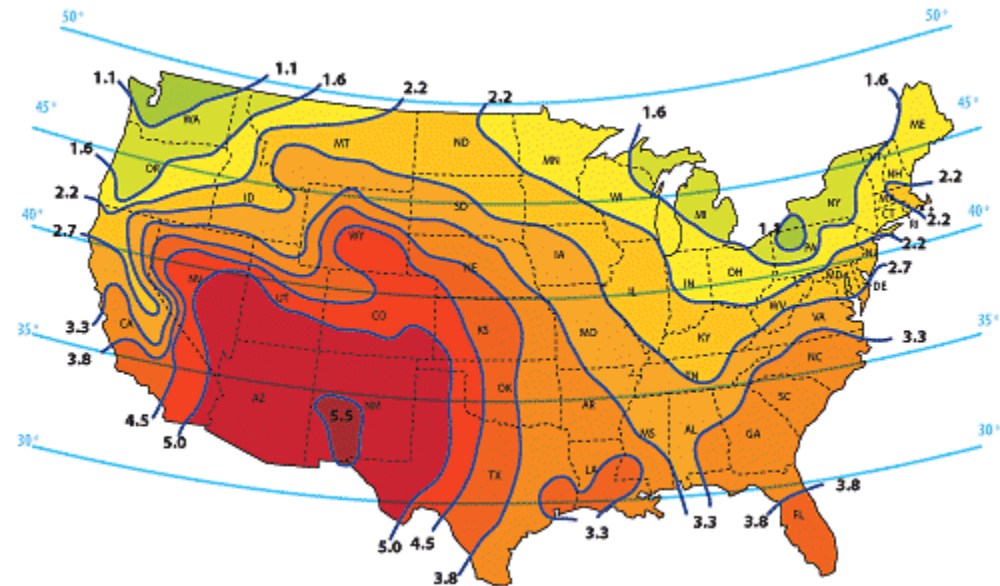 50° 50°
1.1 1.1 1.6 2.2 2.2 1.6 1.6
45° 45°
WA MT ND MN ME
1.6 OR ID SD WI MI NY VT NH 2.2
2.2
40° 40°
2.7 WY NE IA 1.1 PA CT RI 2.2
2.2
NV UT IL IN OH NJ 2.7
MD DE
3.3 CA CO KS MO WV VA
35° KY 35°
3.8 3.3
TN NC
AZ 5.5 NM OK AR SC
4.5 MS AL GA
5.0
30° 30°
TX LA 3.8
3.3 3.3 3.8 FL
5.0 4.5
3.8